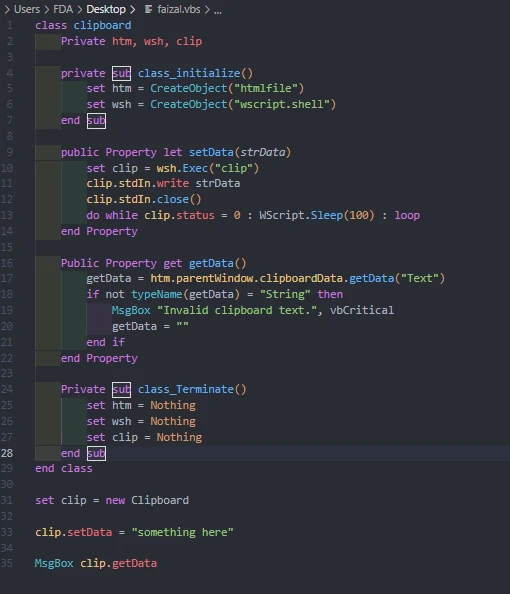 > Users > FDA > Desktop > faizal.vbs > ...
1 class clipboard
2     Private htm, wsh, clip
3
4     private sub class_initialize()
5         set htm = CreateObject("htmlfile")
6         set wsh = CreateObject("wscript.shell")
7     end sub
8
9     public Property let setData(strData)
10         set clip = wsh.Exec("clip")
11         clip.stdIn.write strData
12         clip.stdIn.close()
13         do while clip.status = 0 : WScript.Sleep(100) : loop
14     end Property
15
16     Public Property get getData()
17         getData = htm.parentWindow.clipboardData.getData("Text")
18         if not typeName(getData) = "String" then
19             MsgBox "Invalid clipboard text.", vbCritical
20             getData = ""
21         end if
22     end Property
23
24     Private sub class_Terminate()
25         set htm = Nothing
26         set wsh = Nothing
27         set clip = Nothing
28     end sub
29 end class
30
31 set clip = new Clipboard
32
33 clip.setData = "something here"
34
35 MsgBox clip.getData